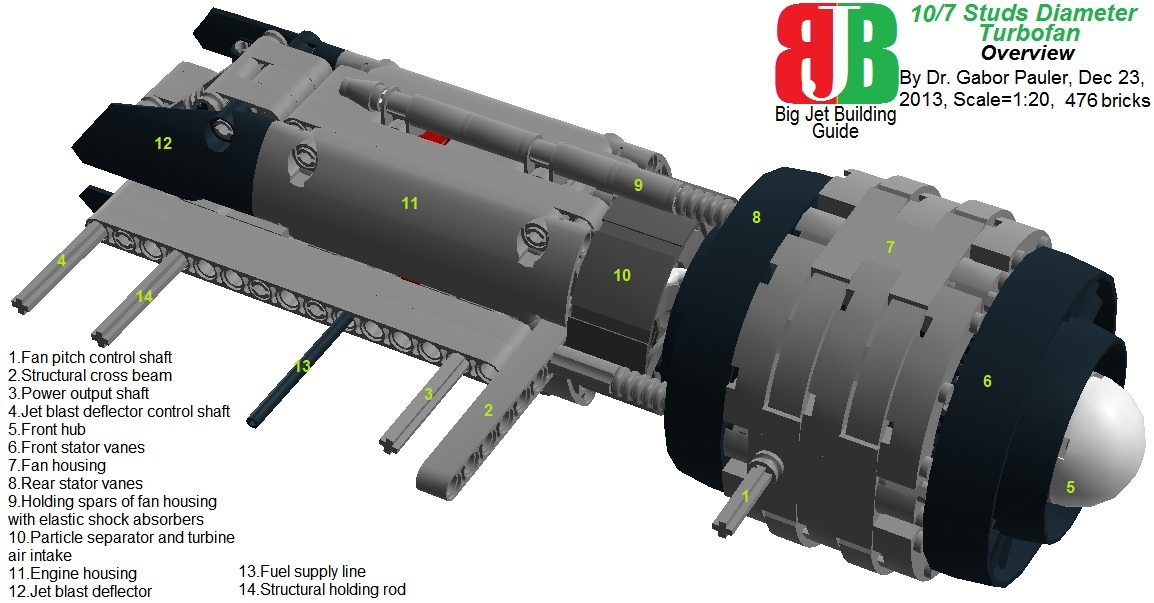 10/7 Studs Diameter
Turbofan
Overview
By Dr. Gabor Pauler, Dec 23,
2013, Scale=1:20, 476 bricks
BJB
Big Jet Building
Guide
12
11
9
8
7
10
6
5
4
14
13
3
2
1
1.Fan pitch control shaft
2.Structural cross beam
3.Power output shaft
4.Jet blast deflector control shaft
5.Front hub
6.Front stator vanes
7.Fan housing
8.Rear stator vanes
9.Holding spars of fan housing
with elastic shock absorbers
10.Particle separator and turbine
air intake
11.Engine housing
12.Jet blast deflector
13.Fuel supply line
14.Structural holding rod